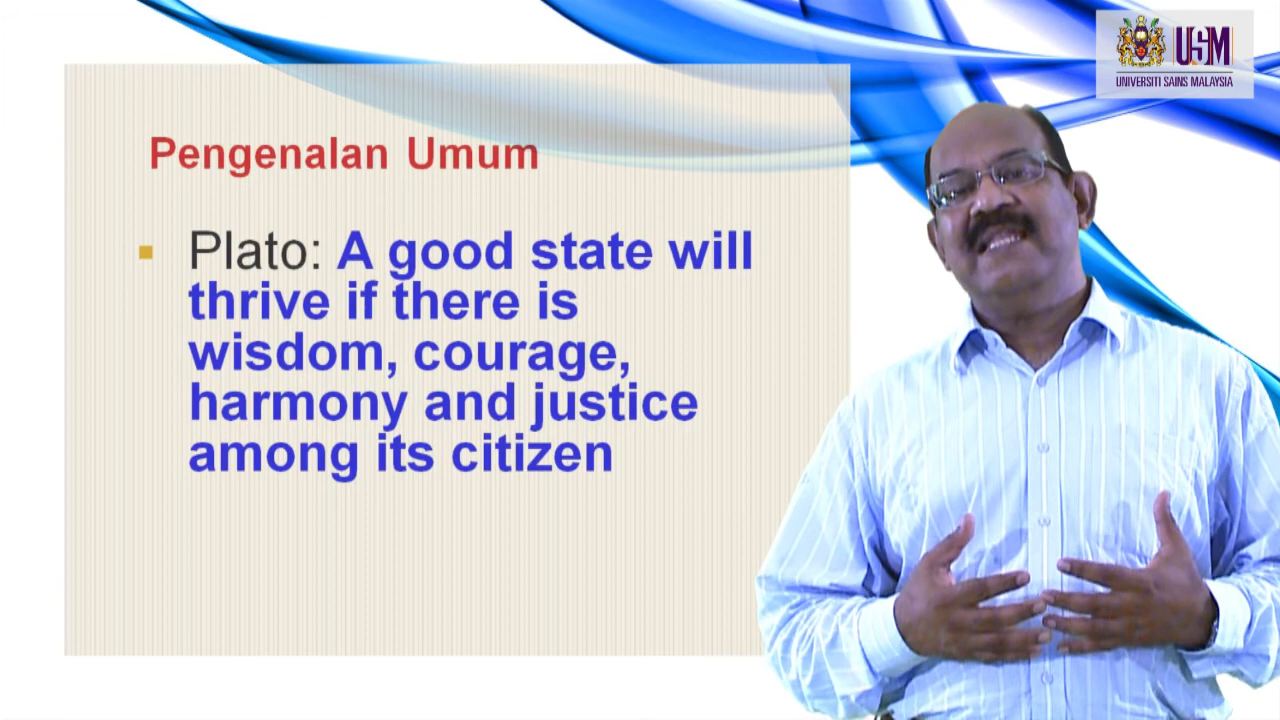 USM
UNIVERSITI SAINS MALAYSIA
Pengenalan Umum
Plato: A good state will
thrive if there is
wisdom, courage,
harmony and justice
among its citizen